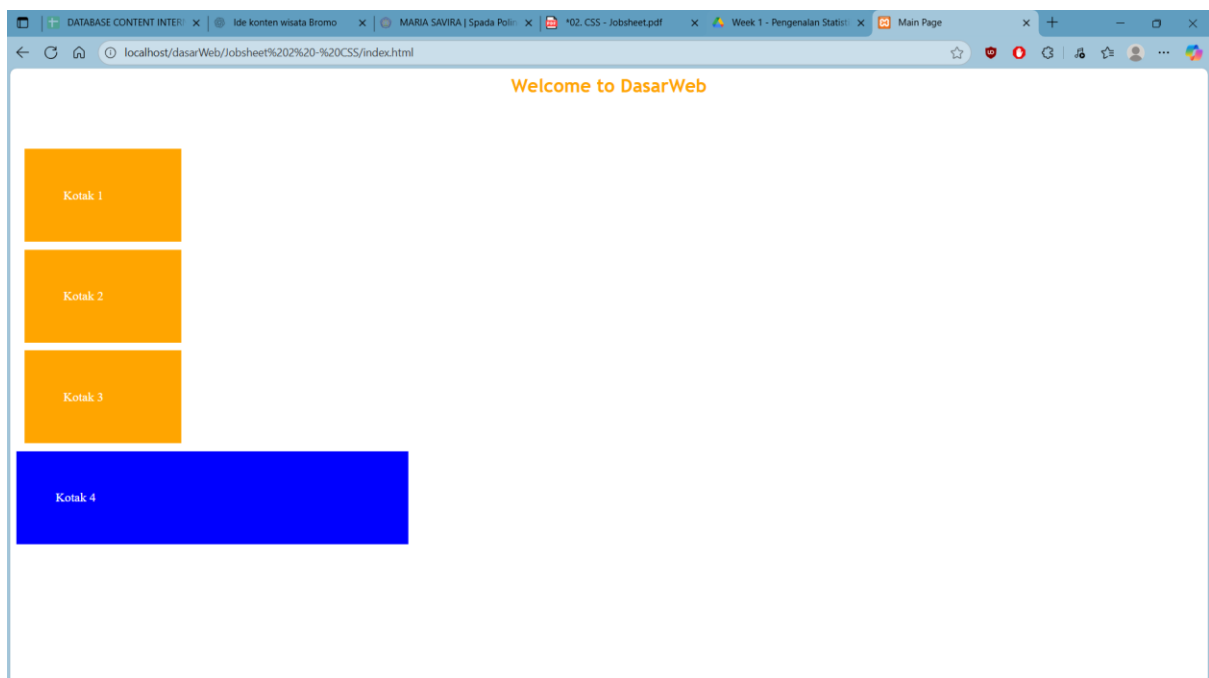 DATABASE CONTENT INTER
Ide konten wisata Bromo
MARIA SAVIRA | Spada Polin
*02. CSS - Jobsheet.pdf
Week 1 - Pengenalan Statisti
Main Page
localhost/dasarWeb/Jobsheet%202%20-%20CSS/index.html
Welcome to DasarWeb
Kotak 1
Kotak 2
Kotak 3
Kotak 4